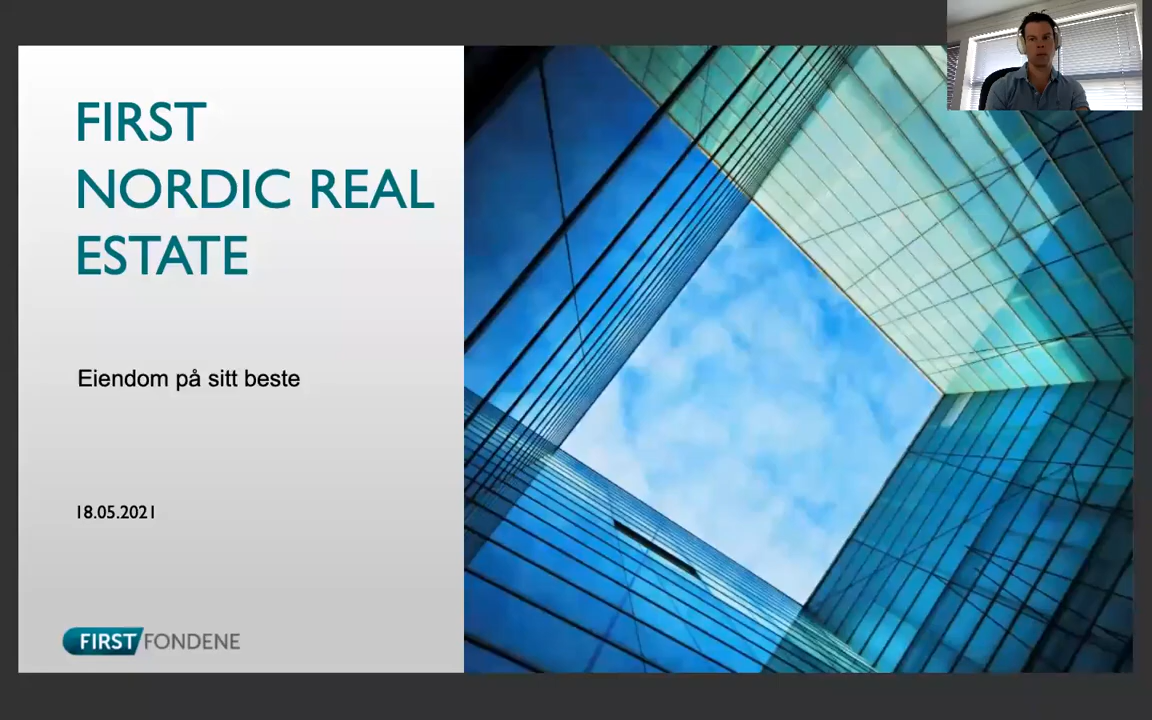 FIRST
NORDIC REAL
ESTATE
Eiendom på sitt beste
18.05.2021
FIRST FONDENE